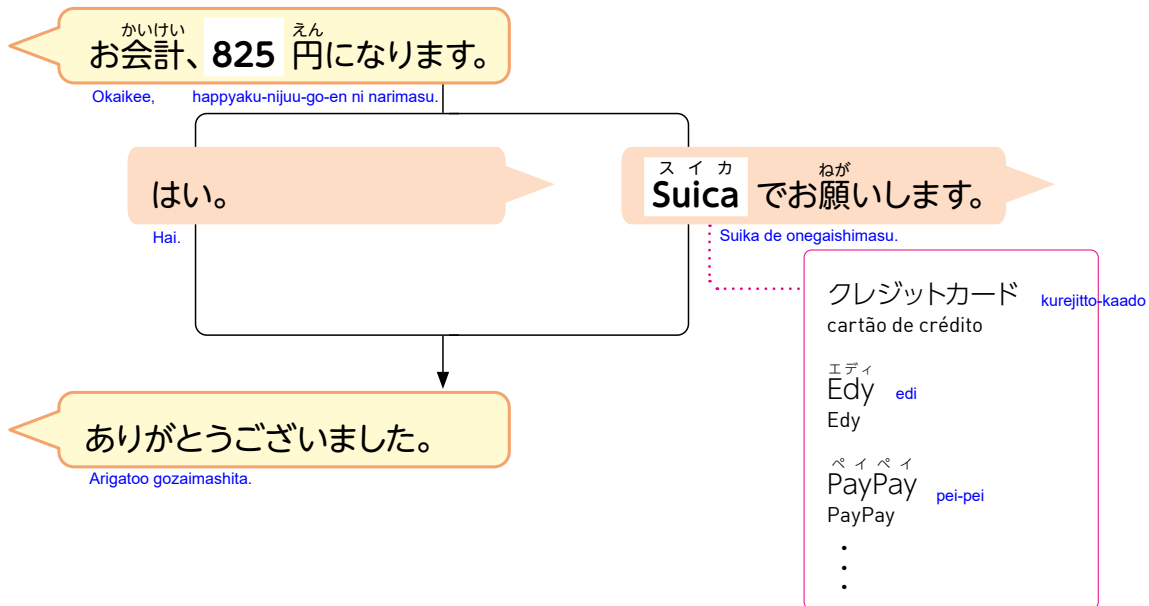 かいけい えん
お会計、 825 円になります。
Okaikee, happyaku-nijuu-go-en ni narimasu.
はい。
Hai.
スイカ ねが
Suica でお願いします。
Suika de onegaishimasu.
クレジットカード kurejitto-kaado
cartão de crédito
エディ
Edy edi
Edy
ペイペイ
PayPay pei-pei
PayPay
・
・
・
ありがとうございました。
Arigatoo gozaimashita.